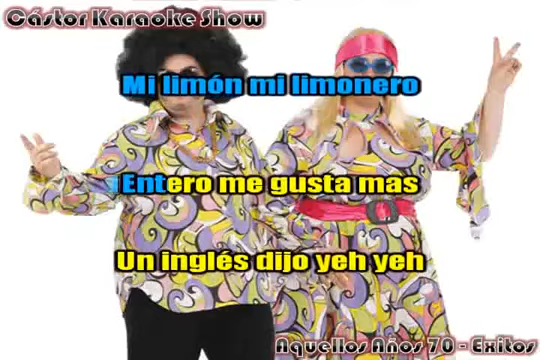 Cástor Karaoke Show
Mi limón mi limonero
Entero me gusta mas
Un inglés dijo yeh yeh
Aquellos Años 70 - Exitos